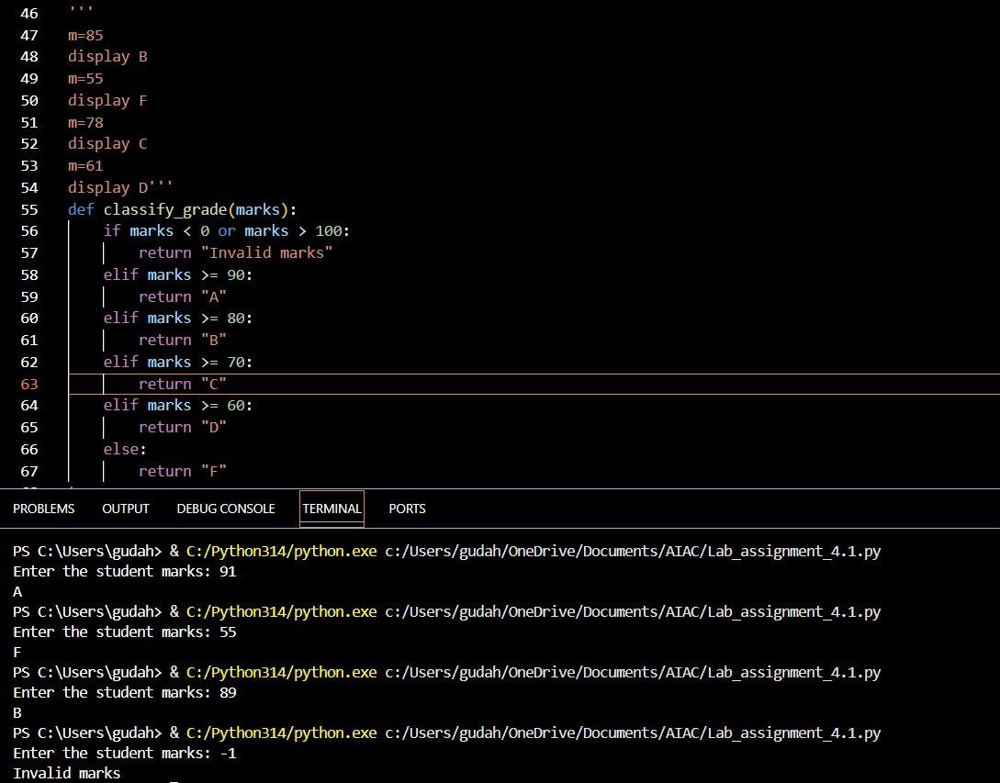 46 '''
47 m=85
48 display B
49 m=55
50 display F
51 m=78
52 display C
53 m=61
54 display D'''
55 def classify_grade(marks):
56     if marks < 0 or marks > 100:
57         return "Invalid marks"
58     elif marks >= 90:
59         return "A"
60     elif marks >= 80:
61         return "B"
62     elif marks >= 70:
63         return "C"
64     elif marks >= 60:
65         return "D"
66     else:
67         return "F"
PROBLEMS OUTPUT DEBUG CONSOLE TERMINAL PORTS
PS C:\Users\gudah> & C:/Python314/python.exe c:/Users/gudah/OneDrive/Documents/AIAC/Lab_assignment_4.1.py
Enter the student marks: 91
A
PS C:\Users\gudah> & C:/Python314/python.exe c:/Users/gudah/OneDrive/Documents/AIAC/Lab_assignment_4.1.py
Enter the student marks: 55
F
PS C:\Users\gudah> & C:/Python314/python.exe c:/Users/gudah/OneDrive/Documents/AIAC/Lab_assignment_4.1.py
Enter the student marks: 89
B
PS C:\Users\gudah> & C:/Python314/python.exe c:/Users/gudah/OneDrive/Documents/AIAC/Lab_assignment_4.1.py
Enter the student marks: -1
Invalid marks